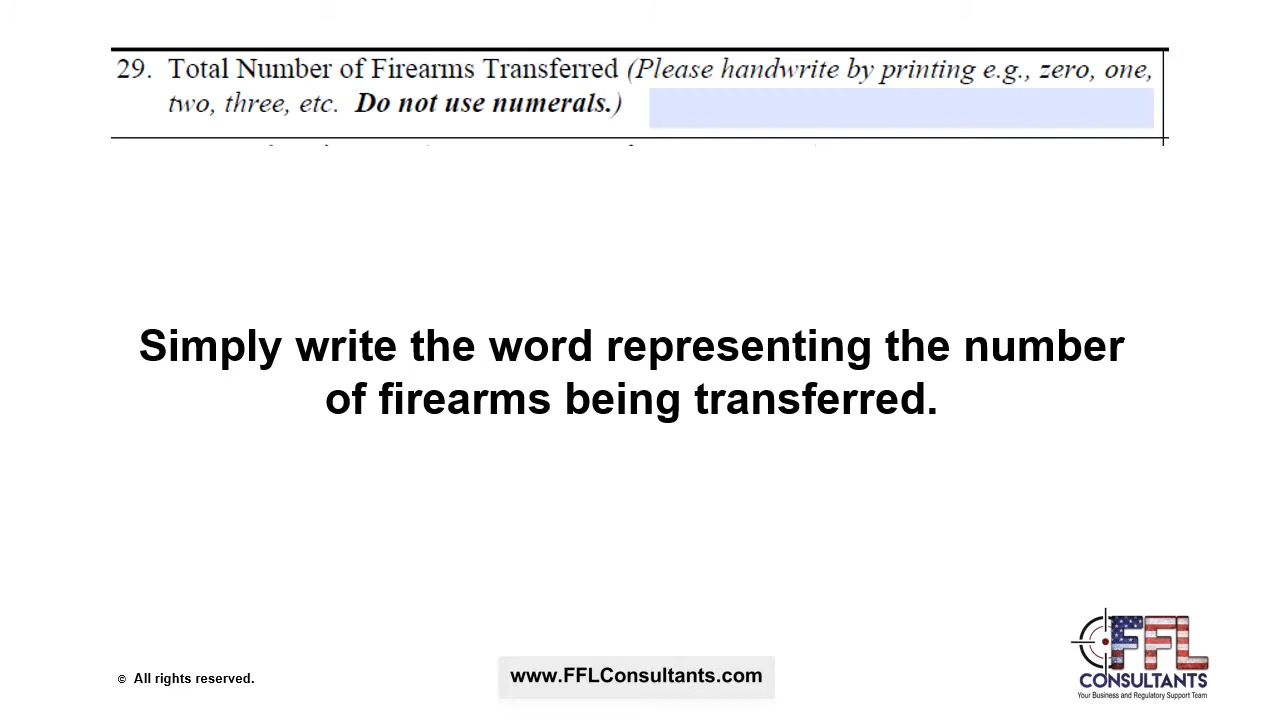 29. Total Number of Firearms Transferred (Please handwrite by printing e.g., zero, one,
two, three, etc. Do not use numerals.)
Simply write the word representing the number
of firearms being transferred.
© All rights reserved.
www.FFLConsultants.com
FFL
CONSULTANTS
Your Business and Regulatory Support Team